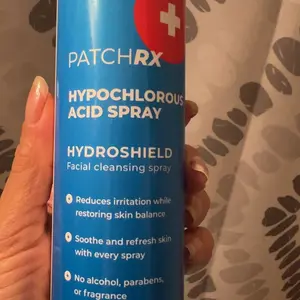 PATCHRX
HYPOCHLOROUS
ACID SPRAY
HYDROSHIELD
Facial cleansing spray
Reduces irritation while
restoring skin balance
Soothe and refresh skin
with every spray
No alcohol, parabens,
or fragrance